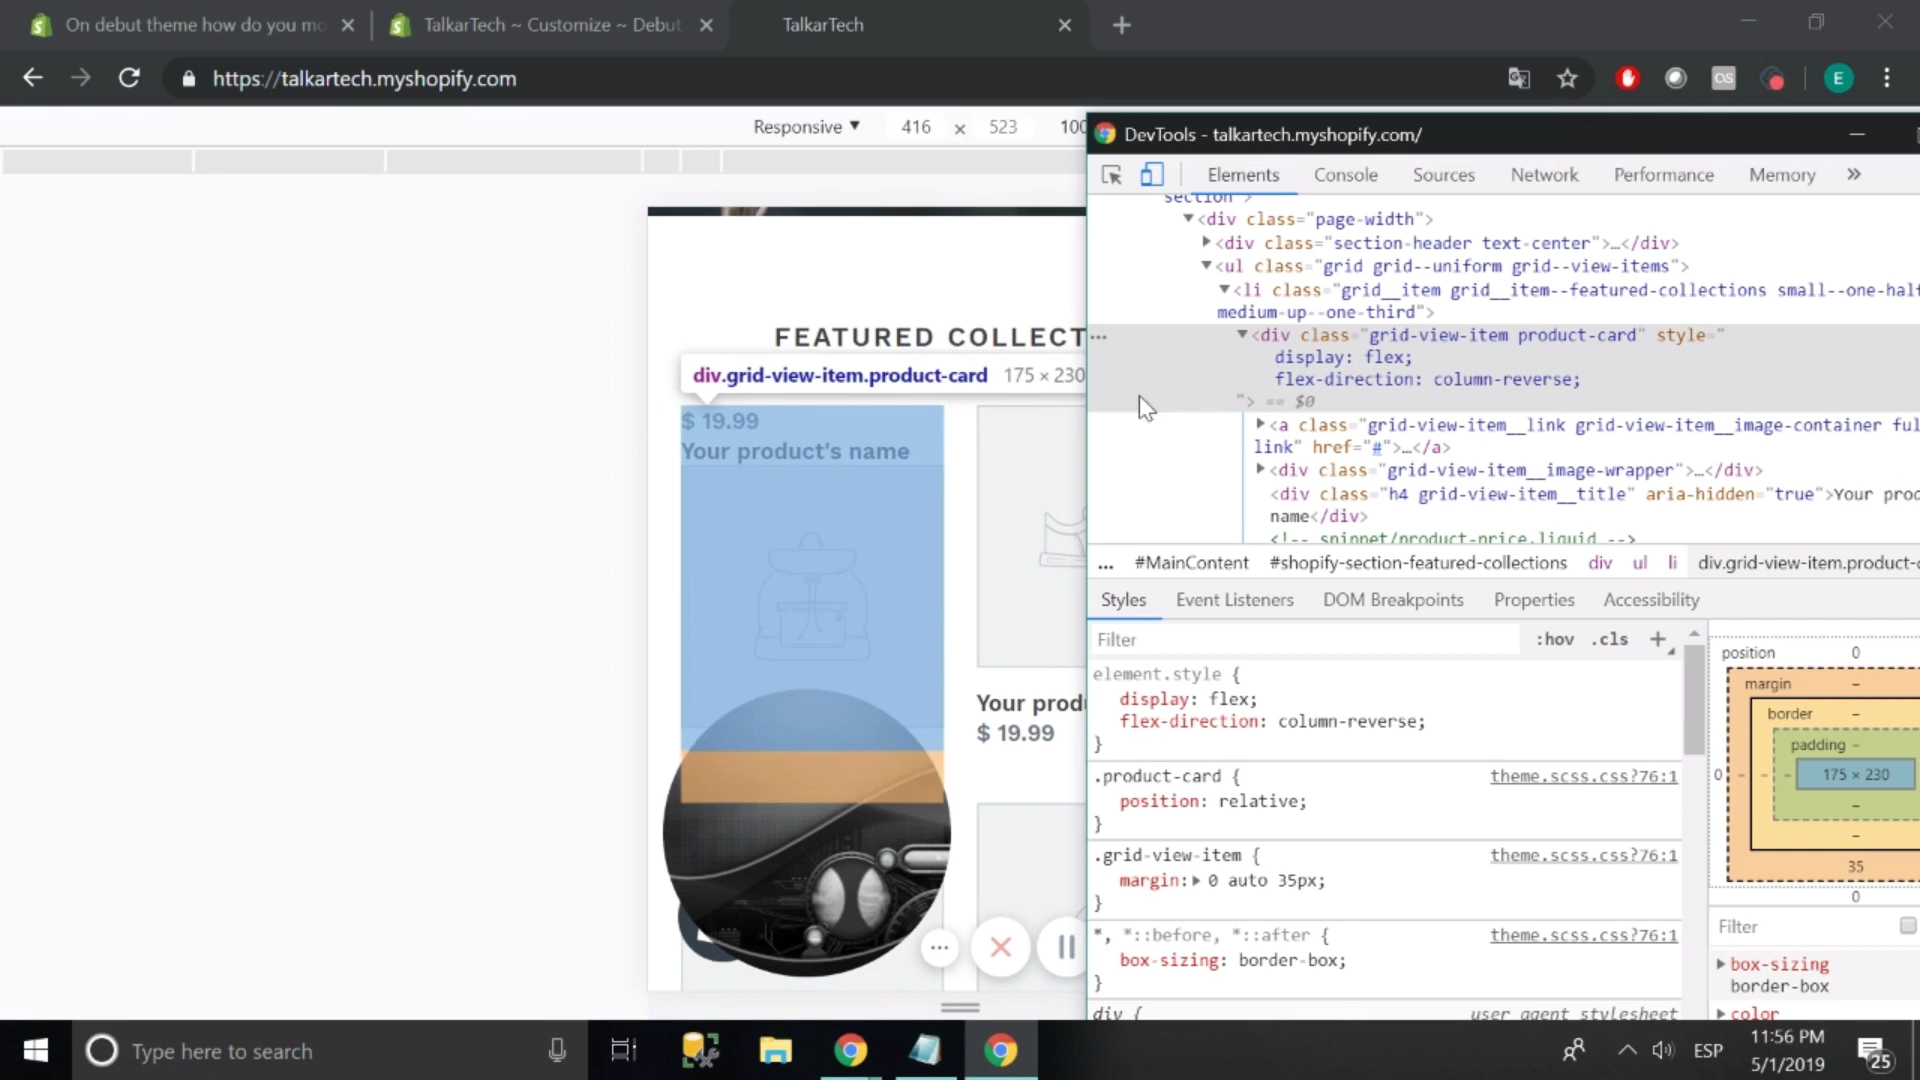 On debut theme how do you mo
TalkarTech ~ Customize ~ Debut
TalkarTech
https://talkartech.myshopify.com
E
Responsive ▼ 416 × 523 100
DevTools - talkartech.myshopify.com/
Elements Console Sources Network Performance Memory »
section">
▼<div class="page-width">
▶<div class="section-header text-center">…</div>
▼<ul class="grid grid--uniform grid--view-items">
▼<li class="grid__item grid__item--featured-collections small--one-half
medium-up--one-third">
▼<div class="grid-view-item product-card" style="
display: flex;
flex-direction: column-reverse;
"> == $0
▶<a class="grid-view-item__link grid-view-item__image-container ful
link" href="#">…</a>
▶<div class="grid-view-item__image-wrapper">…</div>
<div class="h4 grid-view-item__title" aria-hidden="true">Your prod
name</div>
<!-- snippet/product-price.liquid -->
... #MainContent #shopify-section-featured-collections div ul li div.grid-view-item.product-c
Styles Event Listeners DOM Breakpoints Properties Accessibility
Filter :hov .cls +
element.style {
display: flex;
flex-direction: column-reverse;
}
.product-card { theme.scss.css?76:1
position: relative;
}
.grid-view-item { theme.scss.css?76:1
margin:▶ 0 auto 35px;
}
*, *::before, *::after { theme.scss.css?76:1
box-sizing: border-box;
}
div { user agent stylesheet
position 0
margin –
border –
padding –
0 – – – 175 × 230
–
–
35
0
Filter
▶box-sizing
border-box
▶color
FEATURED COLLECT
div.grid-view-item.product-card 175 × 230
$ 19.99
Your product's name
Your produ
$ 19.99
Type here to search
ESP
11:56 PM
5/1/2019
25